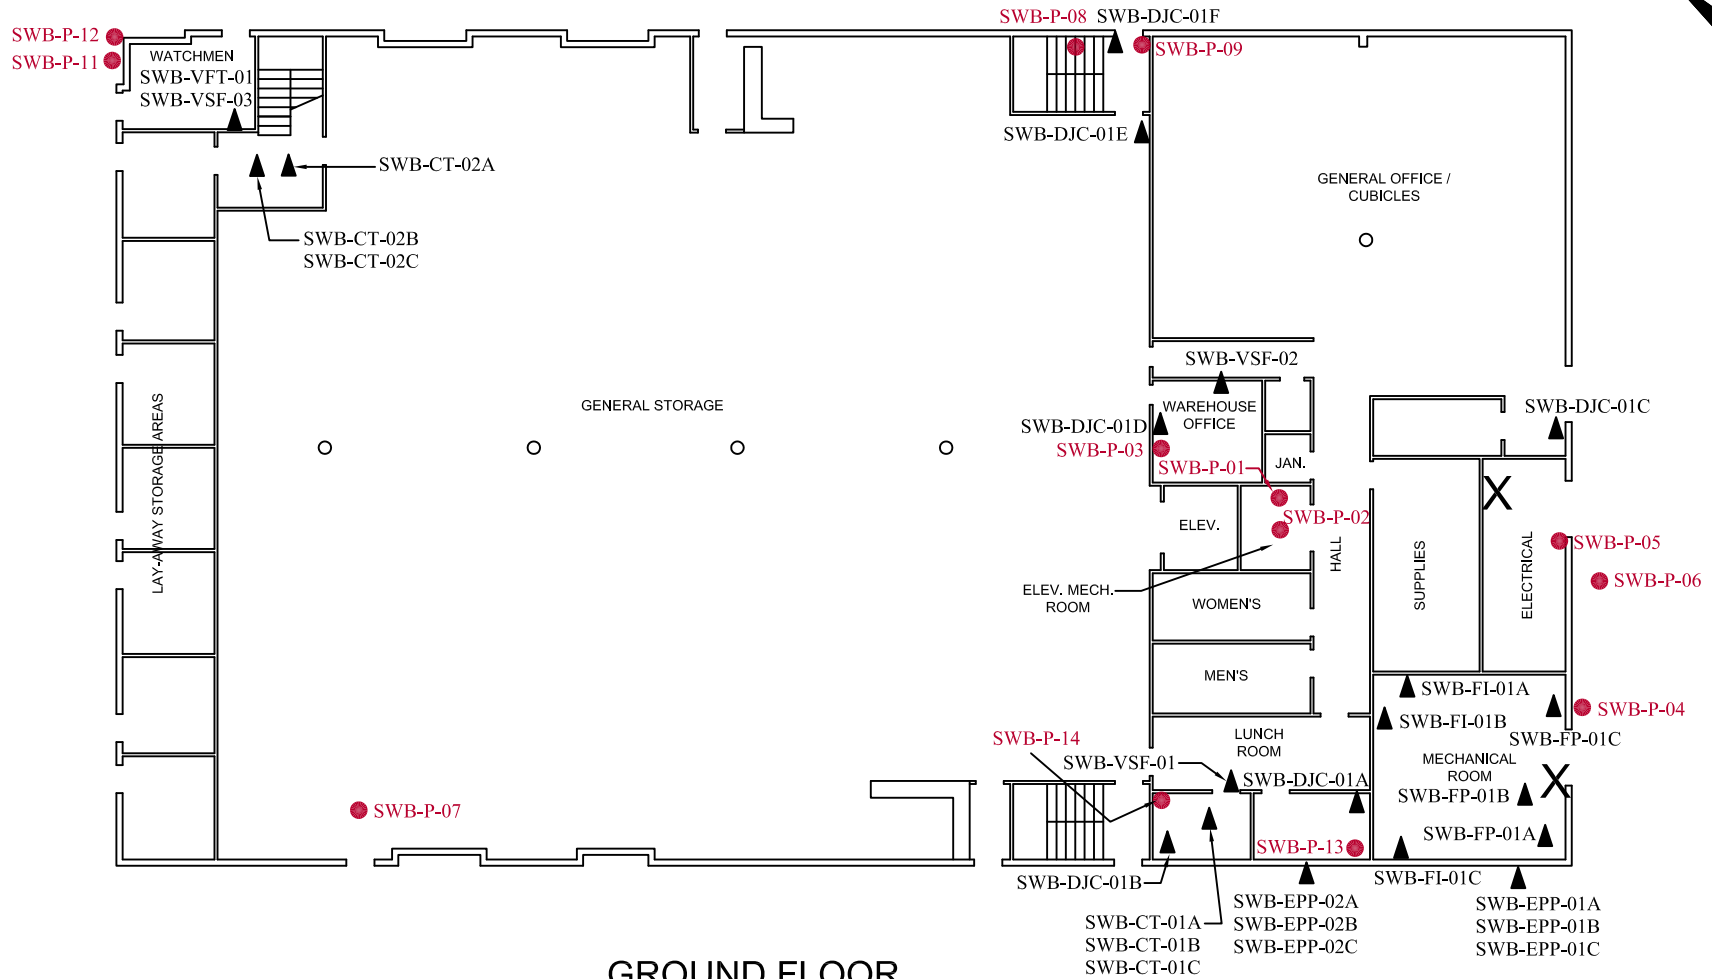 SWB-P-08 SWB-DJC-01F
SWB-P-12
SWB-P-09
WATCHMEN
SWB-P-11
SWB-VFT-01
SWB-VSF-03
SWB-DJC-01E
SWB-CT-02A
GENERAL OFFICE /
CUBICLES
SWB-CT-02B
SWB-CT-02C
SWB-VSF-02
GENERAL STORAGE
WAREHOUSE
OFFICE
SWB-DJC-01C
SWB-DJC-01D
SWB-P-03
SWB-P-01
JAN.
X
LAY-AWAY STORAGE AREAS
SWB-P-02
ELEV.
HALL
SWB-P-05
SUPPLIES
ELECTRICAL
SWB-P-06
ELEV. MECH.
ROOM
WOMEN'S
MEN'S
SWB-FI-01A
SWB-P-04
SWB-FI-01B
SWB-P-14
LUNCH
ROOM
SWB-FP-01C
SWB-VSF-01
MECHANICAL
ROOM
SWB-DJC-01A
X
SWB-FP-01B
SWB-P-07
SWB-FP-01A
SWB-P-13
SWB-DJC-01B
SWB-FI-01C
SWB-EPP-02A
SWB-EPP-02B
SWB-EPP-02C
SWB-EPP-01A
SWB-EPP-01B
SWB-EPP-01C
SWB-CT-01A
SWB-CT-01B
SWB-CT-01C
GROUND FLOOR